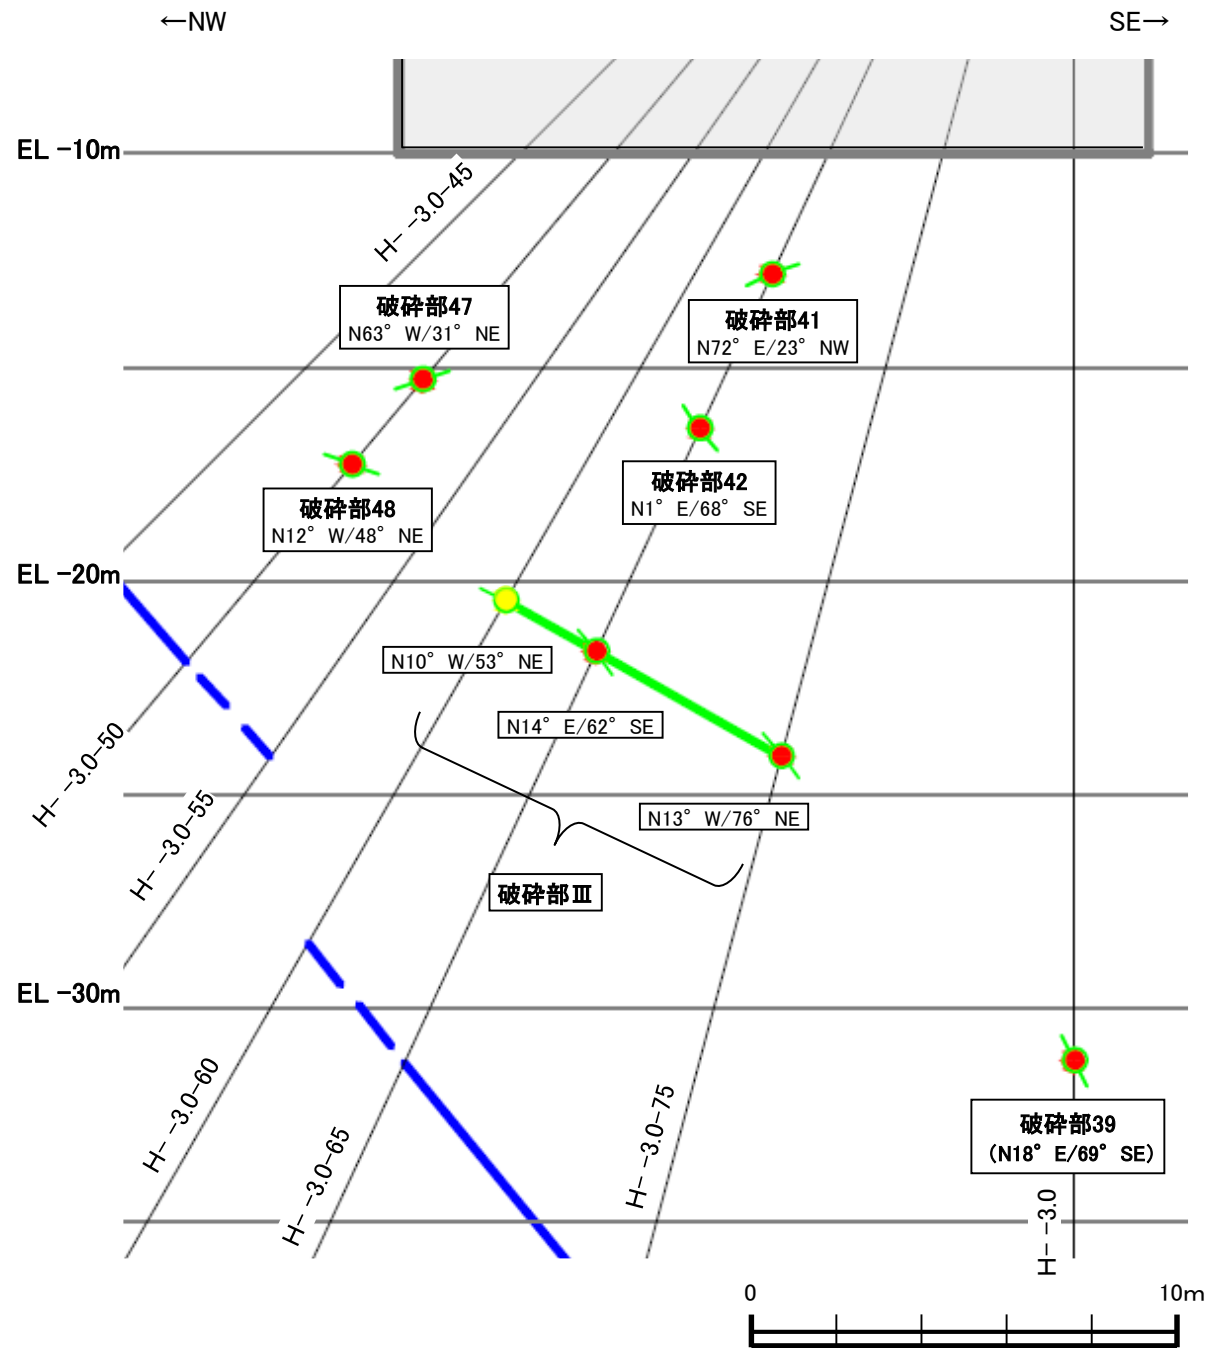 ←NW
SE→
EL -10m
H- -3.0-45
破砕部47
N63° W/31° NE
破砕部41
N72° E/23° NW
破砕部42
N1° E/68° SE
破砕部48
N12° W/48° NE
EL -20m
N10° W/53° NE
N14° E/62° SE
H- -3.0-50
H- -3.0-55
N13° W/76° NE
破砕部Ⅲ
EL -30m
H- -3.0-60
H- -3.0-65
H- -3.0-75
破砕部39
(N18° E/69° SE)
H- -3.0
0
10m